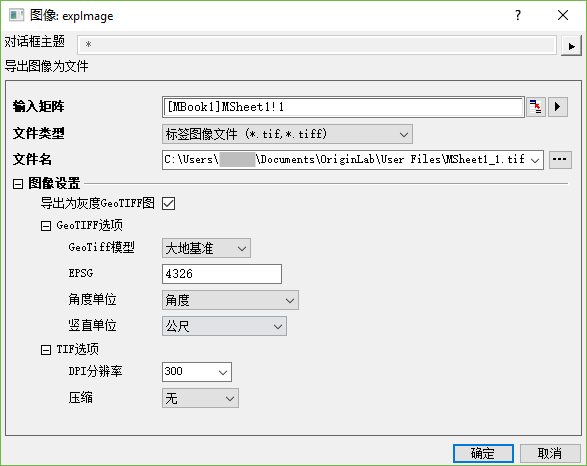 图像: expImage
对话框主题 *
导出图像为文件
输入矩阵 [MBook1]MSheet1!1
文件类型 标签图像文件 (*.tif,*.tiff)
文件名 C:\Users\ \Documents\OriginLab\User Files\MSheet1_1.tif
图像设置
导出为灰度GeoTIFF图
GeoTIFF选项
GeoTiff模型 大地基准
EPSG 4326
角度单位 角度
竖直单位 公尺
TIF选项
DPI分辨率 300
压缩 无
确定 取消